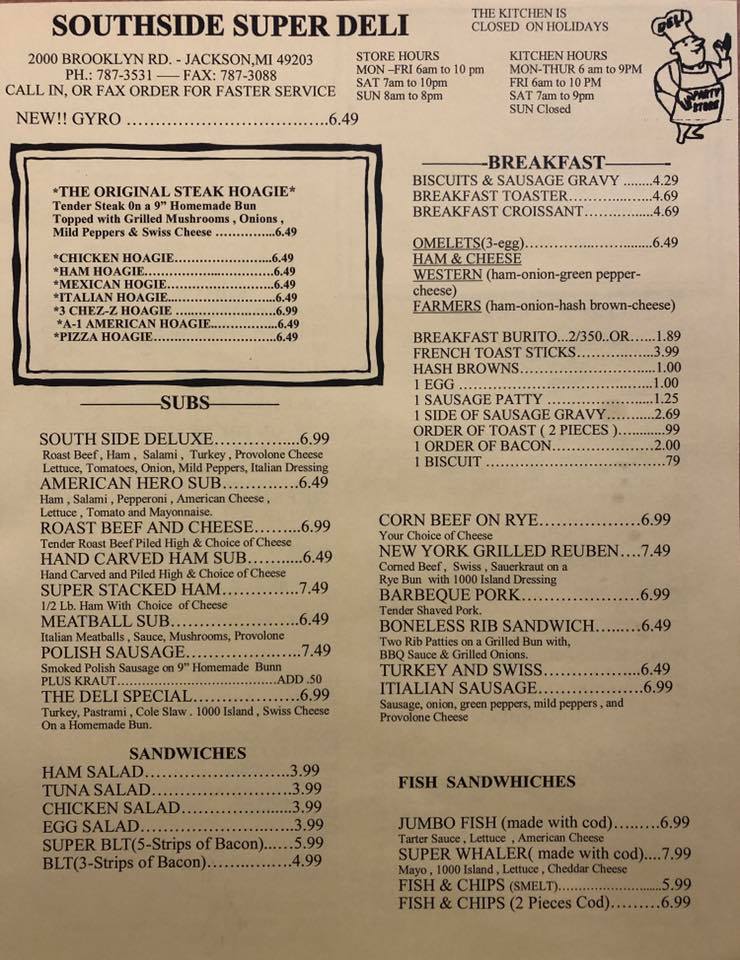 SOUTHSIDE SUPER DELI
2000 BROOKLYN RD. - JACKSON,MI 49203
PH.: 787-3531 —— FAX: 787-3088
CALL IN, OR FAX ORDER FOR FASTER SERVICE
NEW!! GYRO ……………………………..6.49
THE KITCHEN IS
CLOSED ON HOLIDAYS
STORE HOURS
MON –FRI 6am to 10 pm
SAT 7am to 10pm
SUN 8am to 8pm
KITCHEN HOURS
MON-THUR 6 am to 9PM
FRI 6am to 10 PM
SAT 7am to 9pm
SUN Closed
DELI
PARTY
STORE
*THE ORIGINAL STEAK HOAGIE*
Tender Steak 0n a 9” Homemade Bun
Topped with Grilled Mushrooms , Onions ,
Mild Peppers & Swiss Cheese …………..6.49
*CHICKEN HOAGIE…………………..6.49
*HAM HOAGIE………………………...6.49
*MEXICAN HOGIE…………………...6.49
*ITALIAN HOAGIE...………………...6.49
*3 CHEZ-Z HOAGIE …………………6.99
*A-1 AMERICAN HOAGIE...………...6.49
*PIZZA HOAGIE……………………..6.49
————-SUBS————
SOUTH SIDE DELUXE…………...6.99
Roast Beef , Ham , Salami , Turkey , Provolone Cheese
Lettuce, Tomatoes, Onion, Mild Peppers, Italian Dressing
AMERICAN HERO SUB………….6.49
Ham , Salami , Pepperoni , American Cheese ,
Lettuce , Tomato and Mayonnaise.
ROAST BEEF AND CHEESE……..6.99
Tender Roast Beef Piled High & Choice of Cheese
HAND CARVED HAM SUB……….6.49
Hand Carved and Piled High & Choice of Cheese
SUPER STACKED HAM…………..7.49
1/2 Lb. Ham With Choice of Cheese
MEATBALL SUB…………………..6.49
Italian Meatballs , Sauce, Mushrooms, Provolone
POLISH SAUSAGE………………...7.49
Smoked Polish Sausage on 9” Homemade Bunn
PLUS KRAUT……………………………...ADD .50
THE DELI SPECIAL………………..6.99
Turkey, Pastrami , Cole Slaw . 1000 Island , Swiss Cheese
On a Homemade Bun.
SANDWICHES
HAM SALAD…………………….3.99
TUNA SALAD……………………3.99
CHICKEN SALAD………………..3.99
EGG SALAD……………………….3.99
SUPER BLT(5-Strips of Bacon)…...5.99
BLT(3-Strips of Bacon)……………4.99
————-BREAKFAST————-
BISCUITS & SAUSAGE GRAVY .......4.29
BREAKFAST TOASTER……………...4.69
BREAKFAST CROISSANT…………...4.69
OMELETS(3-egg)……………………...6.49
HAM & CHEESE
WESTERN (ham-onion-green pepper-
cheese)
FARMERS (ham-onion-hash brown-cheese)
BREAKFAST BURITO...2/350..OR…...1.89
FRENCH TOAST STICKS……………..3.99
HASH BROWNS……………………….1.00
1 EGG …………………………………..1.00
1 SAUSAGE PATTY …………………..1.25
1 SIDE OF SAUSAGE GRAVY………..2.69
ORDER OF TOAST ( 2 PIECES )………..99
1 ORDER OF BACON………………….2.00
1 BISCUIT ……………………………….79
CORN BEEF ON RYE………………6.99
Your Choice of Cheese
NEW YORK GRILLED REUBEN….7.49
Corned Beef , Swiss , Sauerkraut on a
Rye Bun with 1000 Island Dressing
BARBEQUE PORK…………………6.99
Tender Shaved Pork.
BONELESS RIB SANDWICH……...6.49
Two Rib Patties on a Grilled Bun with,
BBQ Sauce & Grilled Onions.
TURKEY AND SWISS………………6.49
ITIALIAN SAUSAGE……………….6.99
Sausage, onion, green peppers, mild peppers , and
Provolone Cheese
FISH SANDWHICHES
JUMBO FISH (made with cod)………6.99
Tarter Sauce , Lettuce , American Cheese
SUPER WHALER( made with cod)....7.99
Mayo , 1000 Island , Lettuce , Cheddar Cheese
FISH & CHIPS (SMELT)………………......5.99
FISH & CHIPS (2 Pieces Cod)………6.99